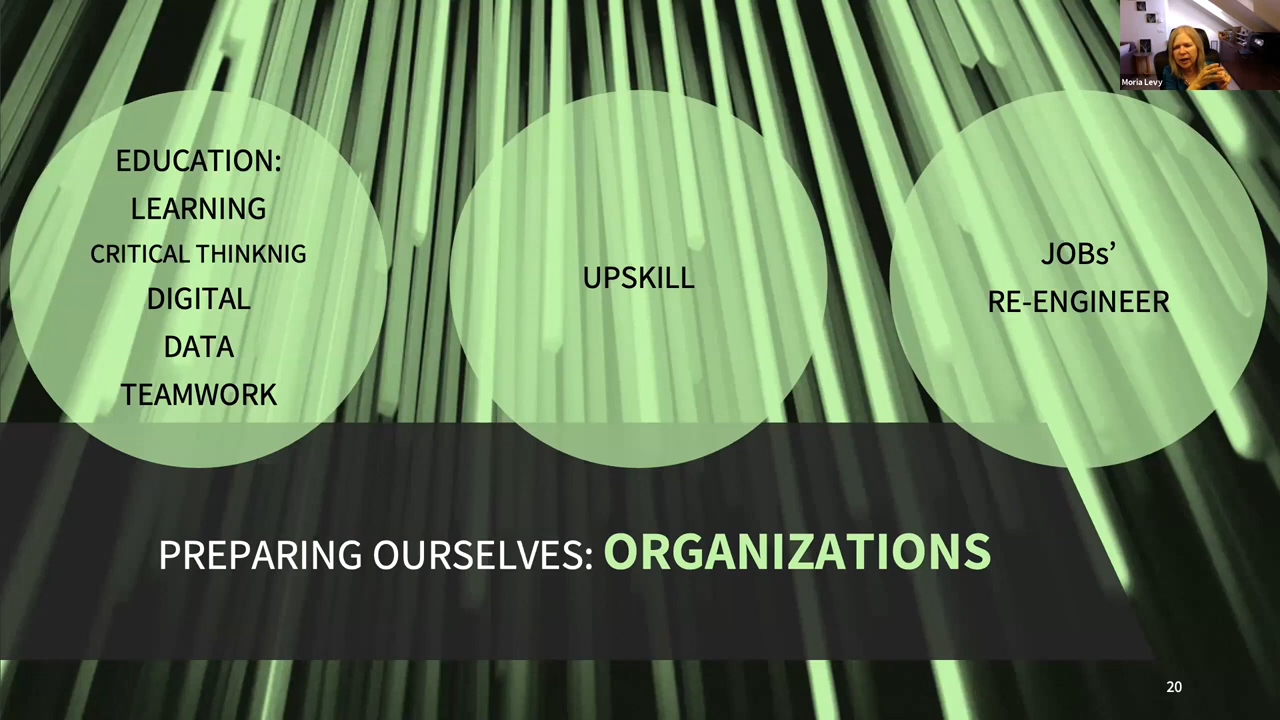 Moria Levy
EDUCATION:
LEARNING
CRITICAL THINKNIG
DIGITAL
DATA
TEAMWORK
UPSKILL
JOBs’
RE-ENGINEER
PREPARING OURSELVES: ORGANIZATIONS
20